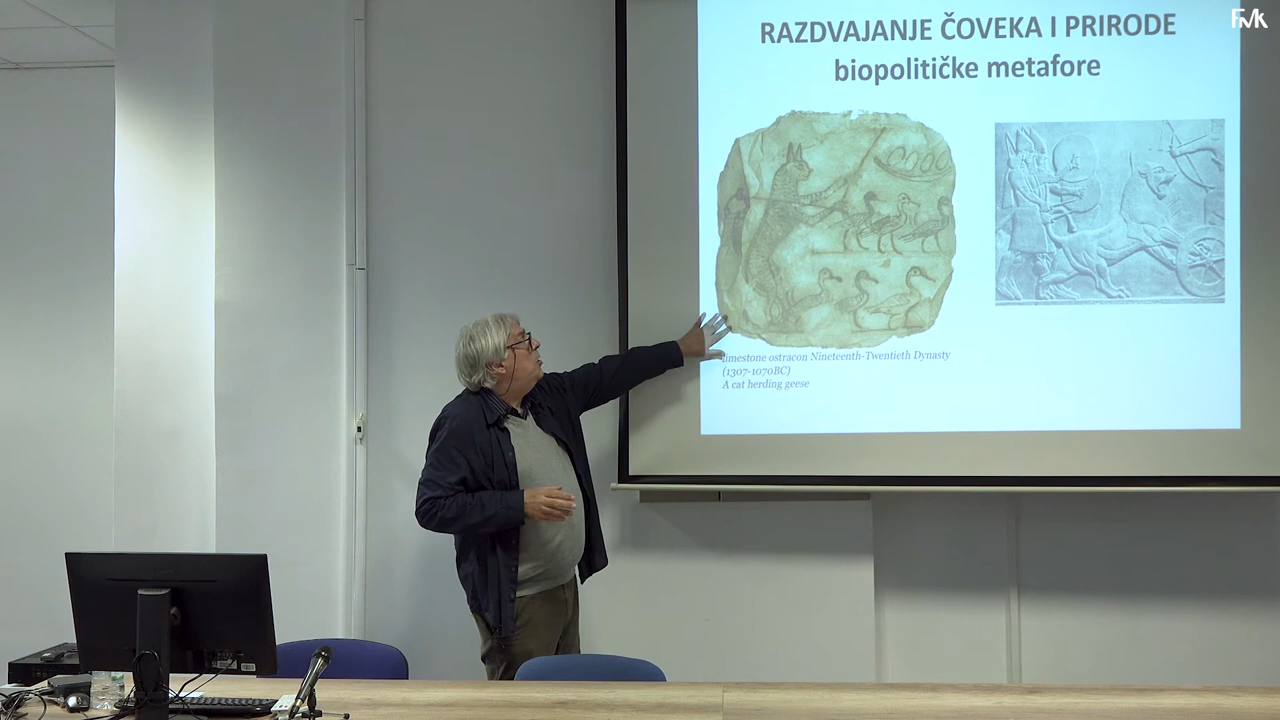 RAZDVAJANJE ČOVEKA I PRIRODE
biopolitičke metafore
limestone ostracon Nineteenth-Twentieth Dynasty
(1307-1070BC)
A cat herding geese
FMK